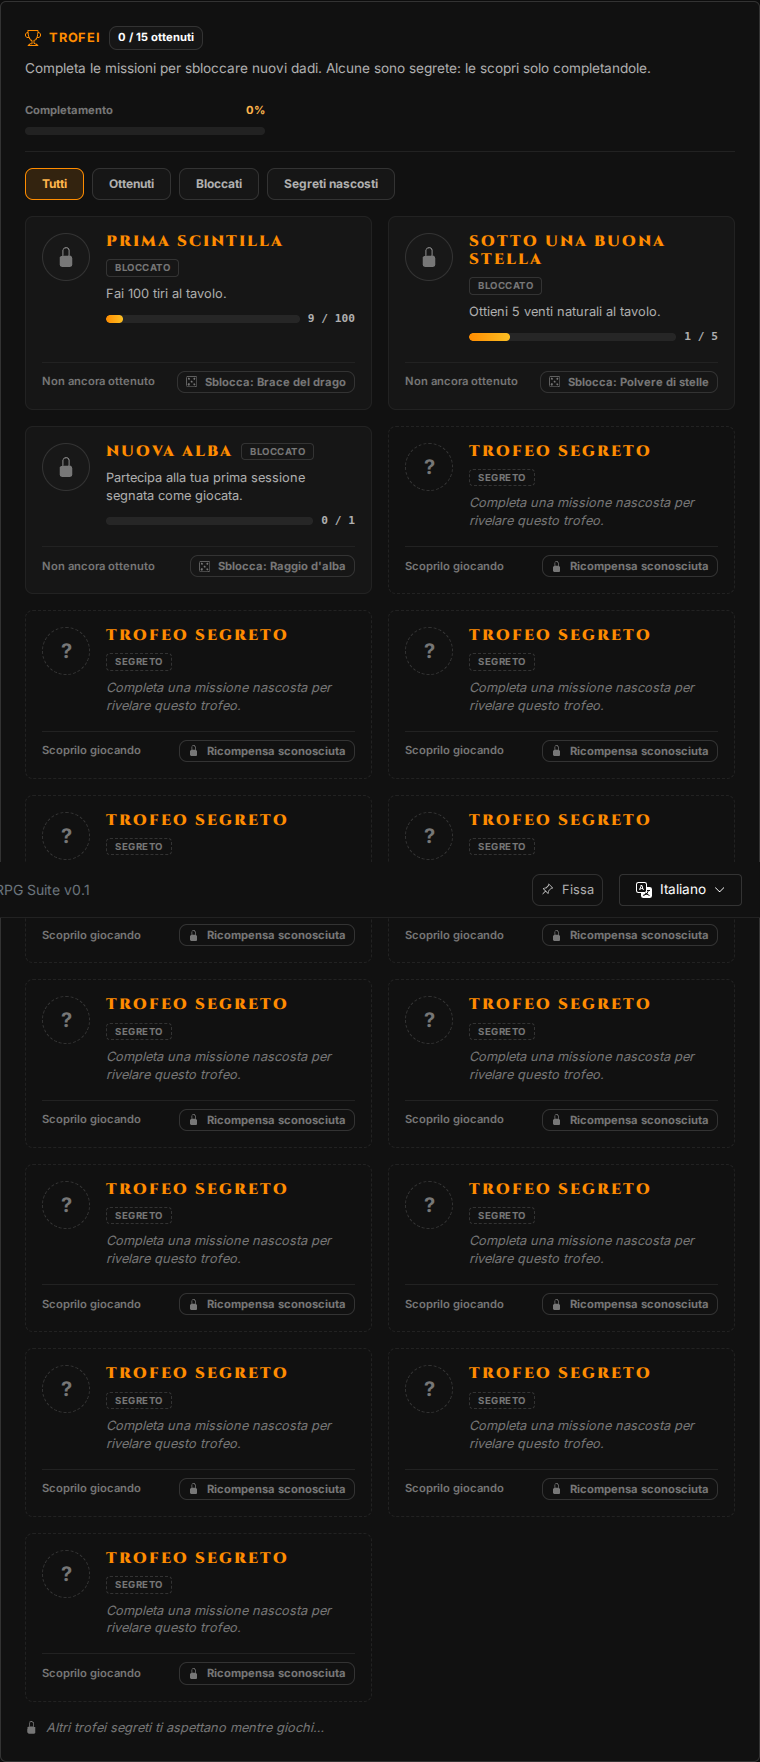 TROFEI 0 / 15 ottenuti
Completa le missioni per sbloccare nuovi dadi. Alcune sono segrete: le scopri solo completandole.
Completamento 0%
Tutti Ottenuti Bloccati Segreti nascosti
PRIMA SCINTILLA
BLOCCATO
Fai 100 tiri al tavolo.
9 / 100
Non ancora ottenuto Sblocca: Brace del drago
SOTTO UNA BUONA
STELLA
BLOCCATO
Ottieni 5 venti naturali al tavolo.
1 / 5
Non ancora ottenuto Sblocca: Polvere di stelle
NUOVA ALBA BLOCCATO
Partecipa alla tua prima sessione
segnata come giocata.
0 / 1
Non ancora ottenuto Sblocca: Raggio d'alba
? TROFEO SEGRETO
SEGRETO
Completa una missione nascosta per
rivelare questo trofeo.
Scoprilo giocando Ricompensa sconosciuta
? TROFEO SEGRETO
SEGRETO
Completa una missione nascosta per
rivelare questo trofeo.
Scoprilo giocando Ricompensa sconosciuta
? TROFEO SEGRETO
SEGRETO
Completa una missione nascosta per
rivelare questo trofeo.
Scoprilo giocando Ricompensa sconosciuta
? TROFEO SEGRETO
SEGRETO
? TROFEO SEGRETO
SEGRETO
RPG Suite v0.1 Fissa Italiano
Scoprilo giocando Ricompensa sconosciuta
Scoprilo giocando Ricompensa sconosciuta
? TROFEO SEGRETO
SEGRETO
Completa una missione nascosta per
rivelare questo trofeo.
Scoprilo giocando Ricompensa sconosciuta
? TROFEO SEGRETO
SEGRETO
Completa una missione nascosta per
rivelare questo trofeo.
Scoprilo giocando Ricompensa sconosciuta
? TROFEO SEGRETO
SEGRETO
Completa una missione nascosta per
rivelare questo trofeo.
Scoprilo giocando Ricompensa sconosciuta
? TROFEO SEGRETO
SEGRETO
Completa una missione nascosta per
rivelare questo trofeo.
Scoprilo giocando Ricompensa sconosciuta
? TROFEO SEGRETO
SEGRETO
Completa una missione nascosta per
rivelare questo trofeo.
Scoprilo giocando Ricompensa sconosciuta
? TROFEO SEGRETO
SEGRETO
Completa una missione nascosta per
rivelare questo trofeo.
Scoprilo giocando Ricompensa sconosciuta
? TROFEO SEGRETO
SEGRETO
Completa una missione nascosta per
rivelare questo trofeo.
Scoprilo giocando Ricompensa sconosciuta
Altri trofei segreti ti aspettano mentre giochi...